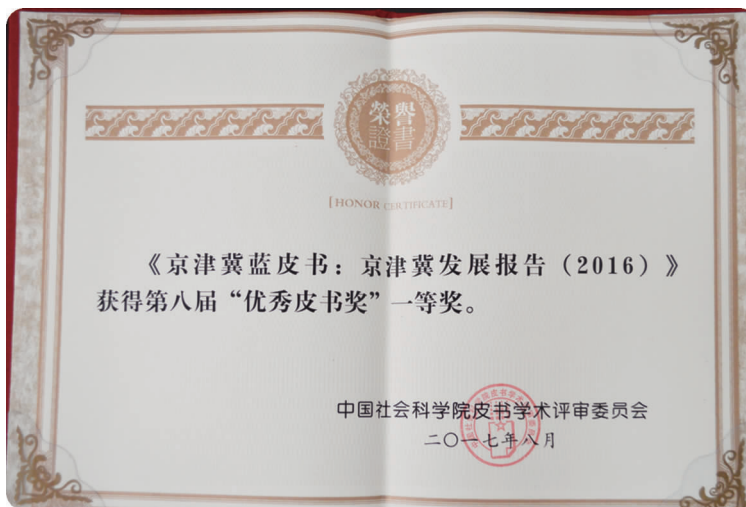 榮譽
證書
[HONOR CERTIFICATE]
《京津冀蓝皮书：京津冀发展报告（2016）》
获得第八届“优秀皮书奖”一等奖。
中国社会科学院皮书学术评审委员会
二〇一七年八月